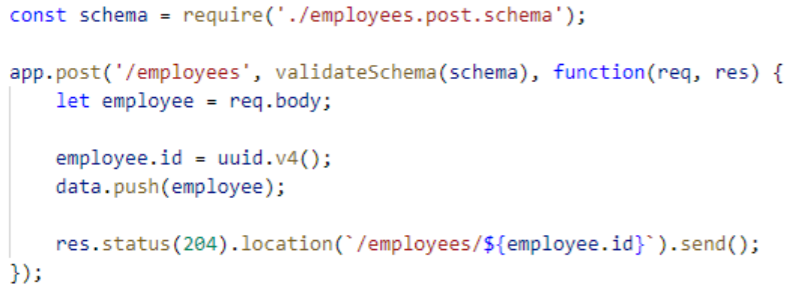 const schema = require('./employees.post.schema');
app.post('/employees', validateSchema(schema), function(req, res) {
let employee = req.body;
employee.id = uuid.v4();
data.push(employee);
res.status(204).location(`/employees/${employee.id}`).send();
});